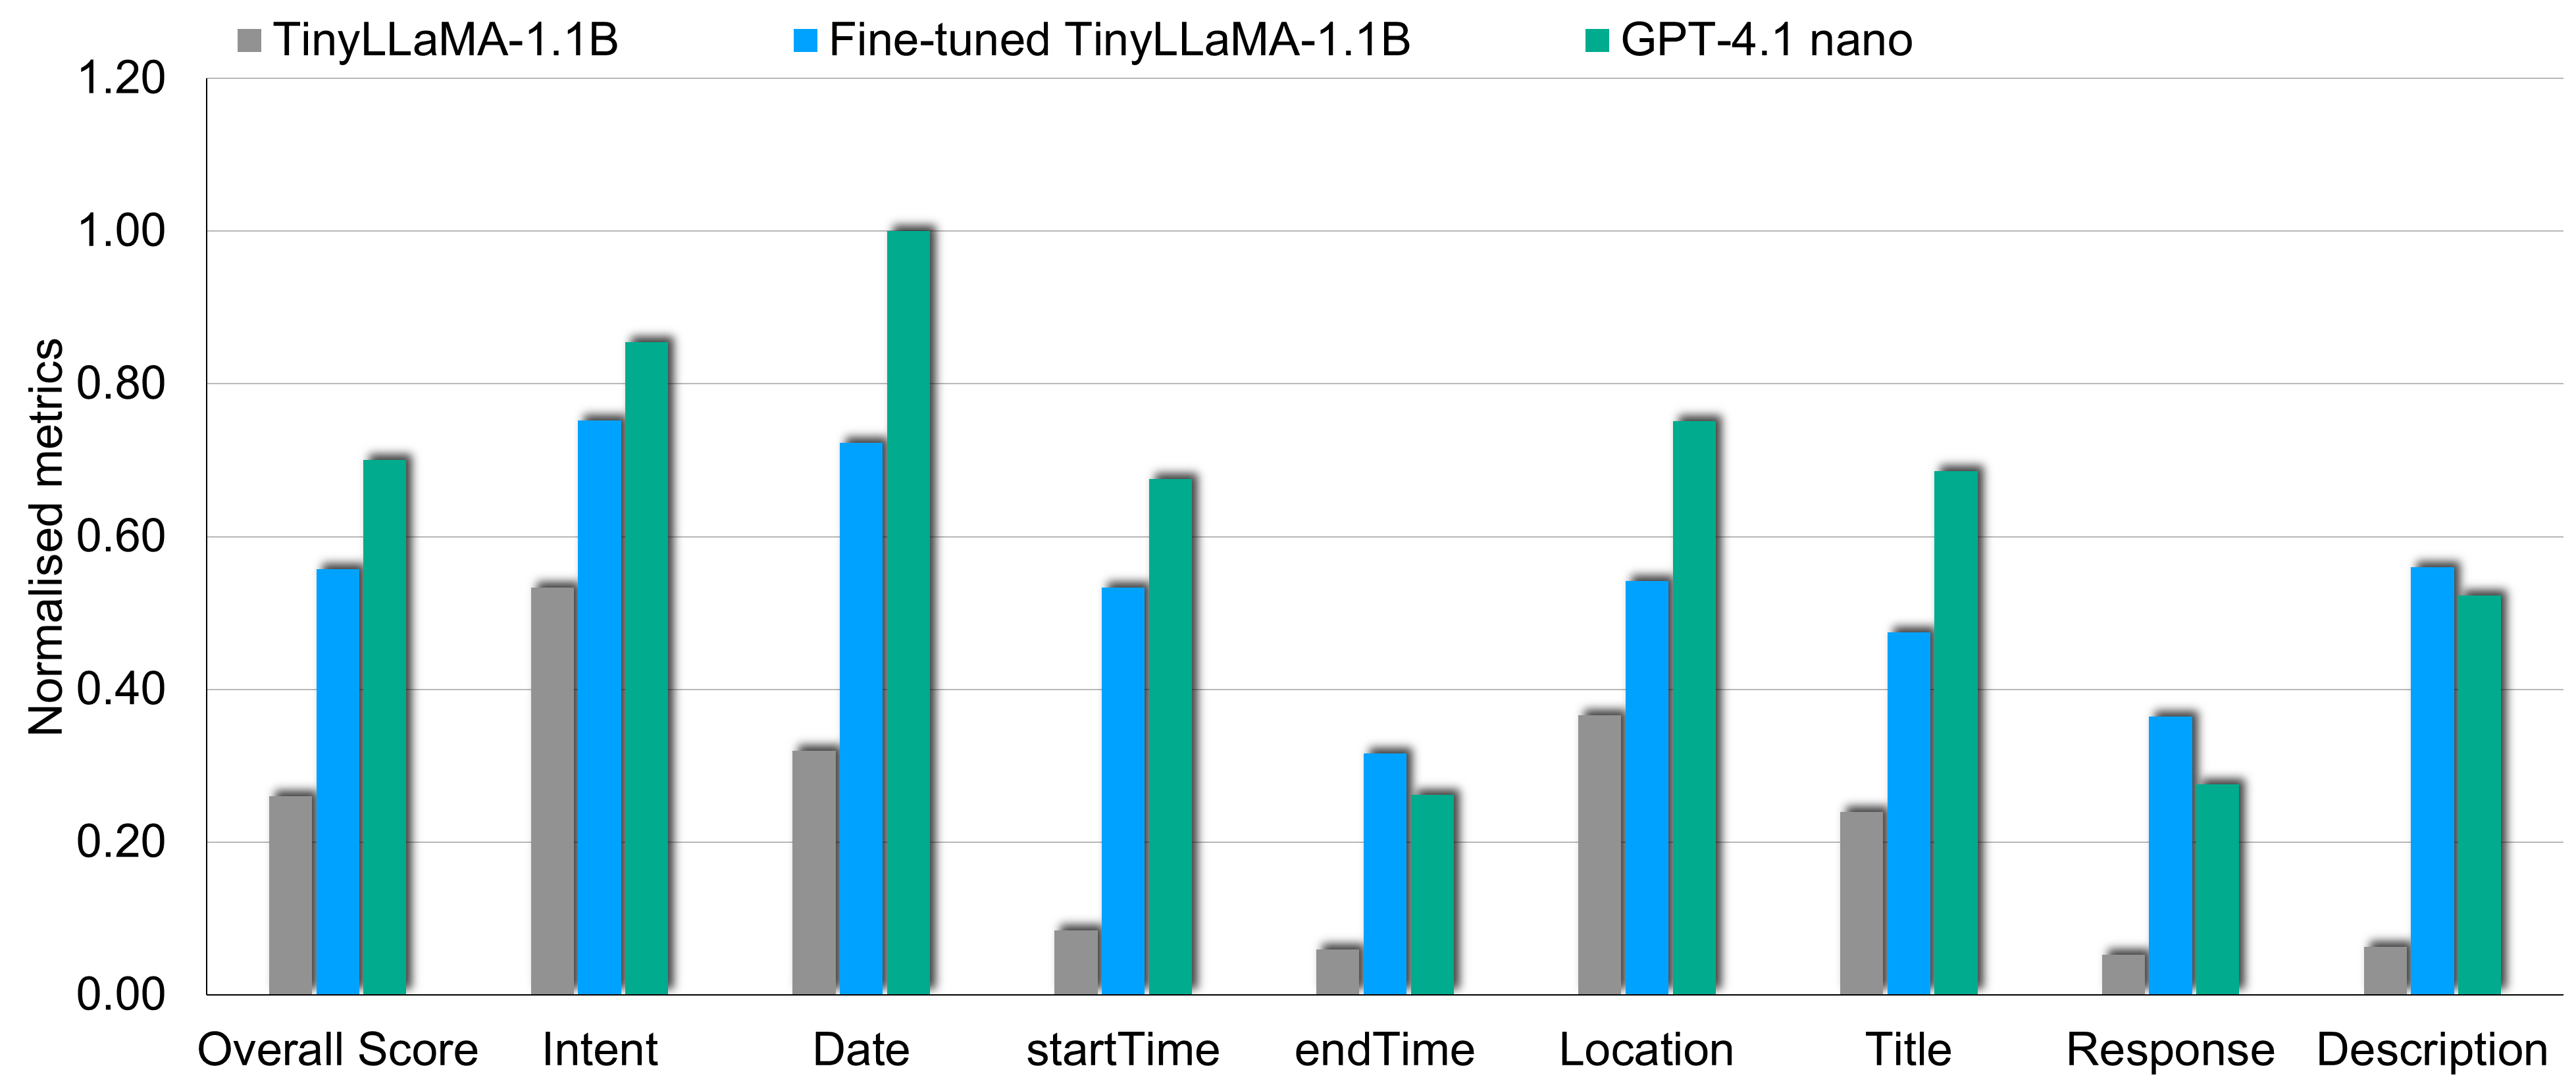 TinyLLaMA-1.1B Fine-tuned TinyLLaMA-1.1B GPT-4.1 nano
1.20
1.00
0.80
0.60
0.40
0.20
0.00
Normalised metrics
Overall Score Intent Date startTime endTime Location Title Response Description